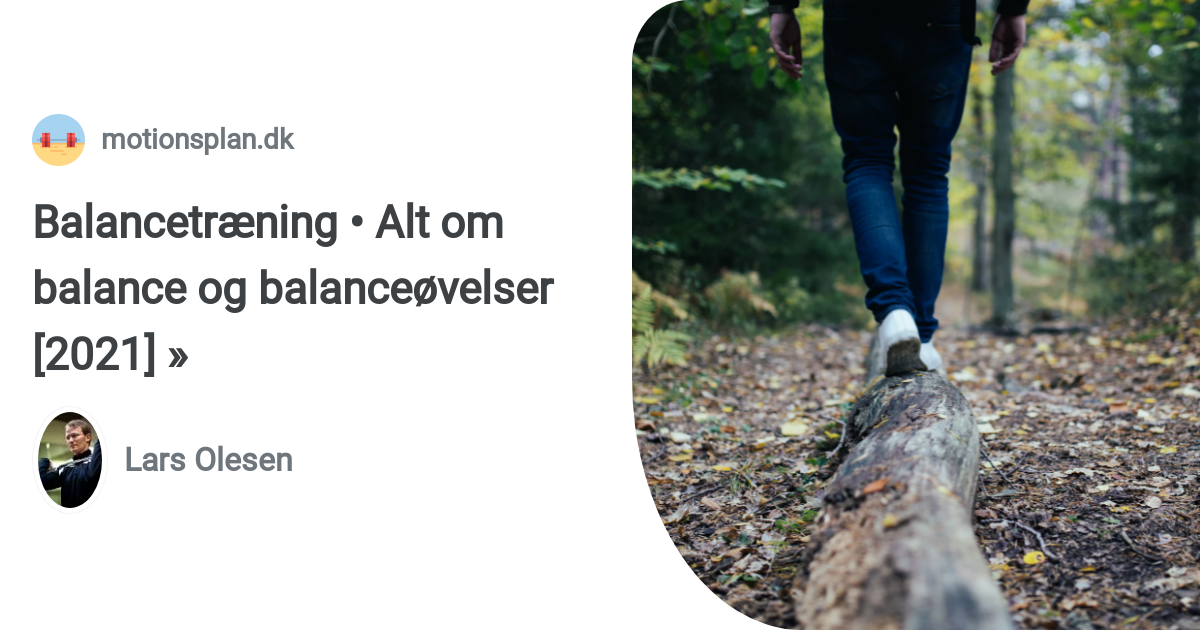 motionsplan.dk
Balancetræning • Alt om
balance og balanceøvelser
[2021] »
Lars Olesen